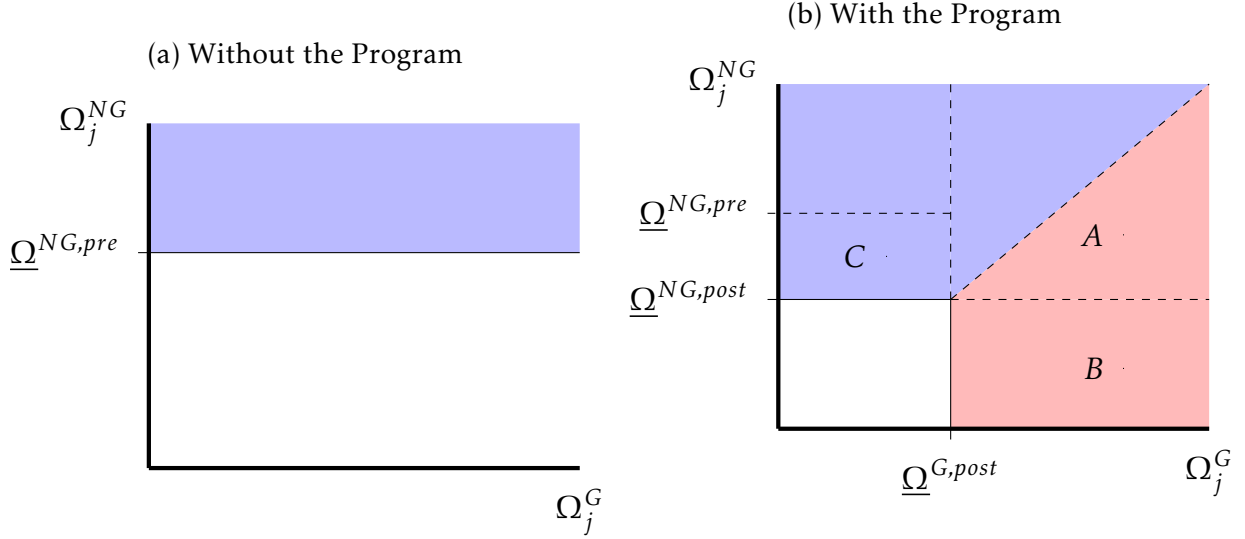 (a) Without the Program
Ω_j^{NG}
Ω̲^{NG,pre}
Ω_j^G
(b) With the Program
Ω_j^{NG}
Ω̲^{NG,pre}
Ω̲^{NG,post}
C
A
B
Ω̲^{G,post}
Ω_j^G